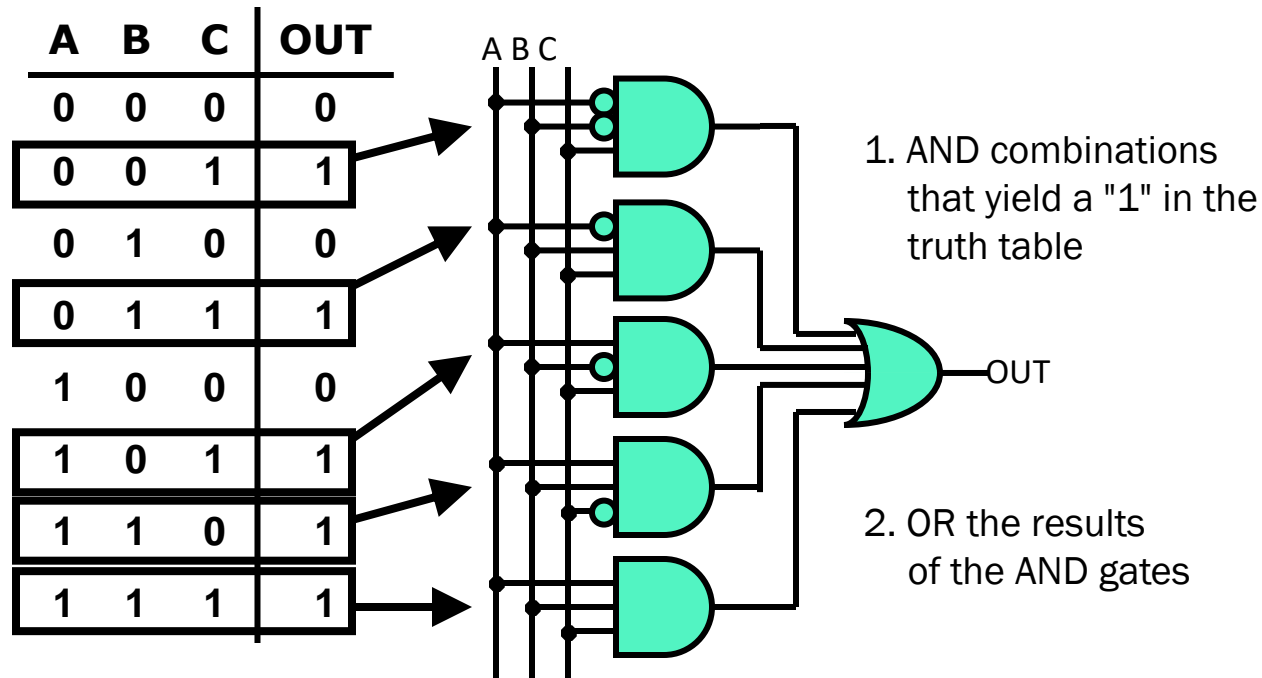 A B C OUT
0 0 0 0
0 0 1 1
0 1 0 0
0 1 1 1
1 0 0 0
1 0 1 1
1 1 0 1
1 1 1 1
A B C
1. AND combinations
that yield a "1" in the
truth table
OUT
2. OR the results
of the AND gates